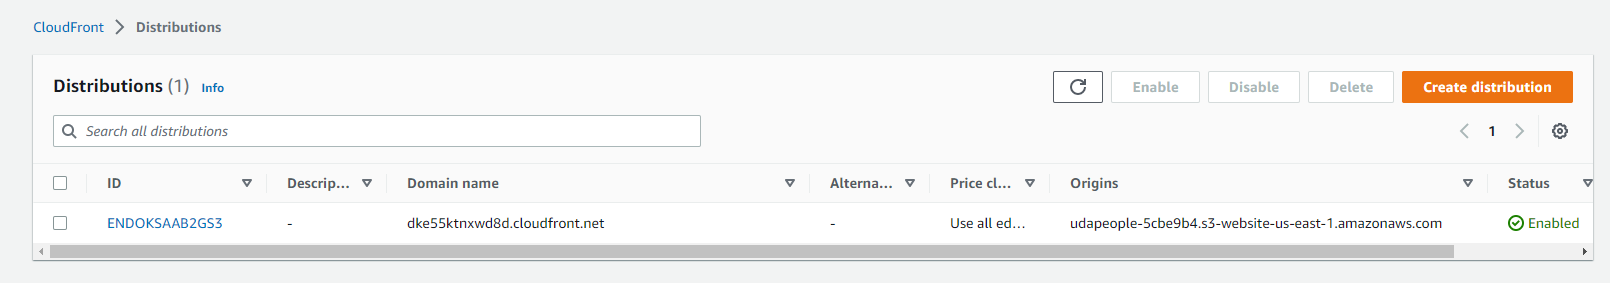 CloudFront > Distributions
Distributions (1) Info
Enable Disable Delete Create distribution
Search all distributions
1
ID Descrip... Domain name Alterna... Price cl... Origins Status
ENDOKSAAB2GS3 - dke55ktnxwd8d.cloudfront.net - Use all ed... udapeople-5cbe9b4.s3-website-us-east-1.amazonaws.com Enabled